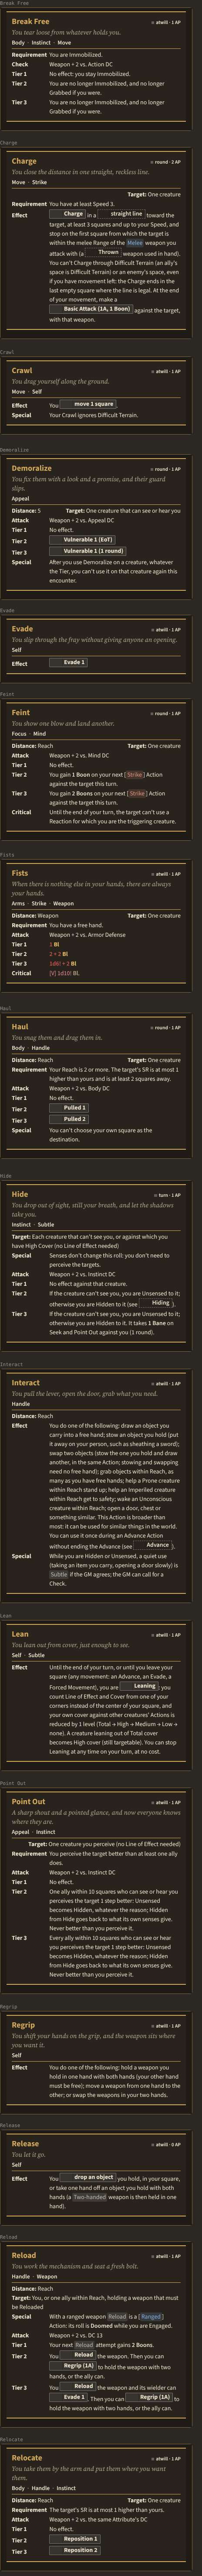 Break Free
Break Free
atwill · 1 AP
You tear loose from whatever holds you.
Body · Instinct · Move
Requirement You are Immobilized.
Check Weapon + 2 vs. Action DC
Tier 1 No effect: you stay Immobilized.
Tier 2 You are no longer Immobilized, and no longer
Grabbed if you were.
Tier 3 You are no longer Immobilized, and no longer
Grabbed if you were.
Charge
Charge
round · 2 AP
You close the distance in one straight, reckless line.
Move · Strike
Target: One creature
Requirement You have at least Speed 3.
Effect Charge in a straight line toward the
target, at least 3 squares and up to your Speed, and
stop on the first square from which the target is
within the melee Range of the Melee weapon you
attack with (a Thrown weapon used in hand).
You can't Charge through Difficult Terrain (an ally's
space is Difficult Terrain) or an enemy's space, even
if you have movement left: the Charge ends in the
last empty square where the line is legal. At the end
of your movement, make a
Basic Attack (1A, 1 Boon) against the target,
with that weapon.
Crawl
Crawl
atwill · 1 AP
You drag yourself along the ground.
Move · Self
Effect You move 1 square.
Special Your Crawl ignores Difficult Terrain.
Demoralize
Demoralize
round · 1 AP
You fix them with a look and a promise, and their guard
slips.
Appeal
Distance: 5 Target: One creature that can see or hear you
Attack Weapon + 2 vs. Appeal DC
Tier 1 No effect.
Tier 2 Vulnerable 1 (EoT)
Tier 3 Vulnerable 1 (1 round)
Special After you use Demoralize on a creature, whatever
the Tier, you can't use it on that creature again this
encounter.
Evade
Evade
atwill · 1 AP
You slip through the fray without giving anyone an opening.
Self
Effect Evade 1
Feint
Feint
round · 1 AP
You show one blow and land another.
Focus · Mind
Distance: Reach Target: One creature
Attack Weapon + 2 vs. Mind DC
Tier 1 No effect.
Tier 2 You gain 1 Boon on your next [Strike] Action
against the target this turn.
Tier 3 You gain 2 Boons on your next [Strike] Action
against the target this turn.
Critical Until the end of your turn, the target can't use a
Reaction for which you are the triggering creature.
Fists
Fists
atwill · 1 AP
When there is nothing else in your hands, there are always
your hands.
Arms · Strike · Weapon
Distance: Weapon Target: One creature
Requirement You have a free hand.
Attack Weapon + 2 vs. Armor Defense
Tier 1 1 Bl
Tier 2 2 + 2 Bl
Tier 3 1d6! + 2 Bl
Critical [V] 1d10! Bl.
Haul
Haul
round · 1 AP
You snag them and drag them in.
Body · Handle
Distance: Reach Target: One creature
Requirement Your Reach is 2 or more. The target's SR is at most 1
higher than yours and is at least 2 squares away.
Attack Weapon + 2 vs. Body DC
Tier 1 No effect.
Tier 2 Pulled 1
Tier 3 Pulled 2
Special You can't choose your own square as the
destination.
Hide
Hide
turn · 1 AP
You drop out of sight, still your breath, and let the shadows
take you.
Instinct · Subtle
Target: Each creature that can't see you, or against which you
have High Cover (no Line of Effect needed)
Special Senses don't change this roll: you don't need to
perceive the targets.
Attack Weapon + 2 vs. Instinct DC
Tier 1 No effect against that creature.
Tier 2 If the creature can't see you, you are Unsensed to it;
otherwise you are Hidden to it (see Hiding ).
Tier 3 If the creature can't see you, you are Unsensed to it;
otherwise you are Hidden to it. It takes 1 Bane on
Seek and Point Out against you (1 round).
Interact
Interact
atwill · 1 AP
You pull the lever, open the door, grab what you need.
Handle
Distance: Reach
Effect You do one of the following: draw an object you
carry into a free hand; stow an object you hold (put
it away on your person, such as sheathing a sword);
swap two objects (stow the one you hold and draw
another, in the same Action; stowing and swapping
need no free hand); grab objects within Reach, as
many as you have hands free; help a Prone creature
within Reach stand up; help an Imperiled creature
within Reach get to safety; wake an Unconscious
creature within Reach; open a door, chest or
something similar. This Action is broader than
most: it can be used for similar things in the world.
You can use it once during an Advance Action
without ending the Advance (see Advance ).
Special While you are Hidden or Unsensed, a quiet use
(taking an item you carry, opening a door slowly) is
Subtle if the GM agrees; the GM can call for a
Check.
Lean
Lean
atwill · 1 AP
You lean out from cover, just enough to see.
Self · Subtle
Effect Until the end of your turn, or until you leave your
square (any movement: an Advance, an Evade, a
Forced Movement), you are Leaning : you
count Line of Effect and Cover from one of your
corners instead of the center of your square, and
your own cover against other creatures' Actions is
reduced by 1 level (Total → High → Medium → Low →
none). A creature leaning out of Total Cover
becomes High cover (still targetable). You can stop
Leaning at any time on your turn, at no cost.
Point Out
Point Out
atwill · 1 AP
A sharp shout and a pointed glance, and now everyone knows
where they are.
Appeal · Instinct
Target: One creature you perceive (no Line of Effect needed)
Requirement You perceive the target better than at least one ally
does.
Attack Weapon + 2 vs. Instinct DC
Tier 2 One ally within 10 squares who can see or hear you
perceives the target 1 step better: Unsensed
becomes Hidden, whatever the reason; Hidden
from Hide goes back to what its own senses give.
Never better than you perceive it.
Tier 3 Every ally within 10 squares who can see or hear
you perceives the target 1 step better: Unsensed
becomes Hidden, whatever the reason; Hidden
from Hide goes back to what its own senses give.
Never better than you perceive it.
Regrip
Regrip
atwill · 1 AP
You shift your hands on the grip, and the weapon sits where
you want it.
Self
Effect You do one of the following: hold a weapon you
hold in one hand with both hands (your other hand
must be free); move a weapon from one hand to the
other; or swap the weapons in your two hands.
Release
Release
atwill · 0 AP
You let it go.
Self
Effect You drop an object you hold, in your square,
or take one hand off an object you hold with both
hands (a Two-handed weapon is then held in one
hand).
Reload
Reload
atwill · 1 AP
You work the mechanism and seat a fresh bolt.
Handle · Weapon
Distance: Reach
Target: You, or one ally within Reach, holding a weapon that must
be Reloaded
Special With a ranged weapon Reload is a [Ranged]
Action: its roll is Doomed while you are Engaged.
Attack Weapon + 2 vs. DC 13
Tier 1 Your next Reload attempt gains 2 Boons.
Tier 2 You Reload the weapon. Then you can
Regrip (1A) to hold the weapon with two
hands, or the ally can.
Tier 3 You Reload the weapon and its wielder can
Evade 1 . Then you can Regrip (1A) to
hold the weapon with two hands, or the ally can.
Relocate
Relocate
atwill · 1 AP
You take them by the arm and put them where you want
them.
Body · Handle · Instinct
Distance: Reach Target: One creature
Requirement The target's SR is at most 1 higher than yours.
Attack Weapon + 2 vs. the same Attribute's DC
Tier 1 No effect.
Tier 2 Reposition 1
Tier 3 Reposition 2